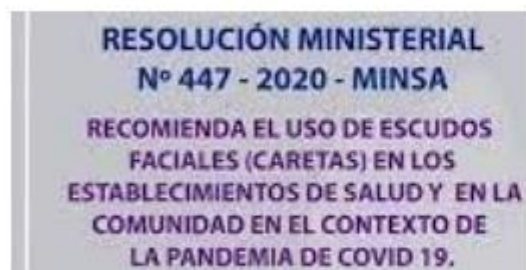 RESOLUCIÓN MINISTERIAL
Nº 447 - 2020 - MINSA
RECOMIENDA EL USO DE ESCUDOS
FACIALES (CARETAS) EN LOS
ESTABLECIMIENTOS DE SALUD Y EN LA
COMUNIDAD EN EL CONTEXTO DE
LA PANDEMIA DE COVID 19.